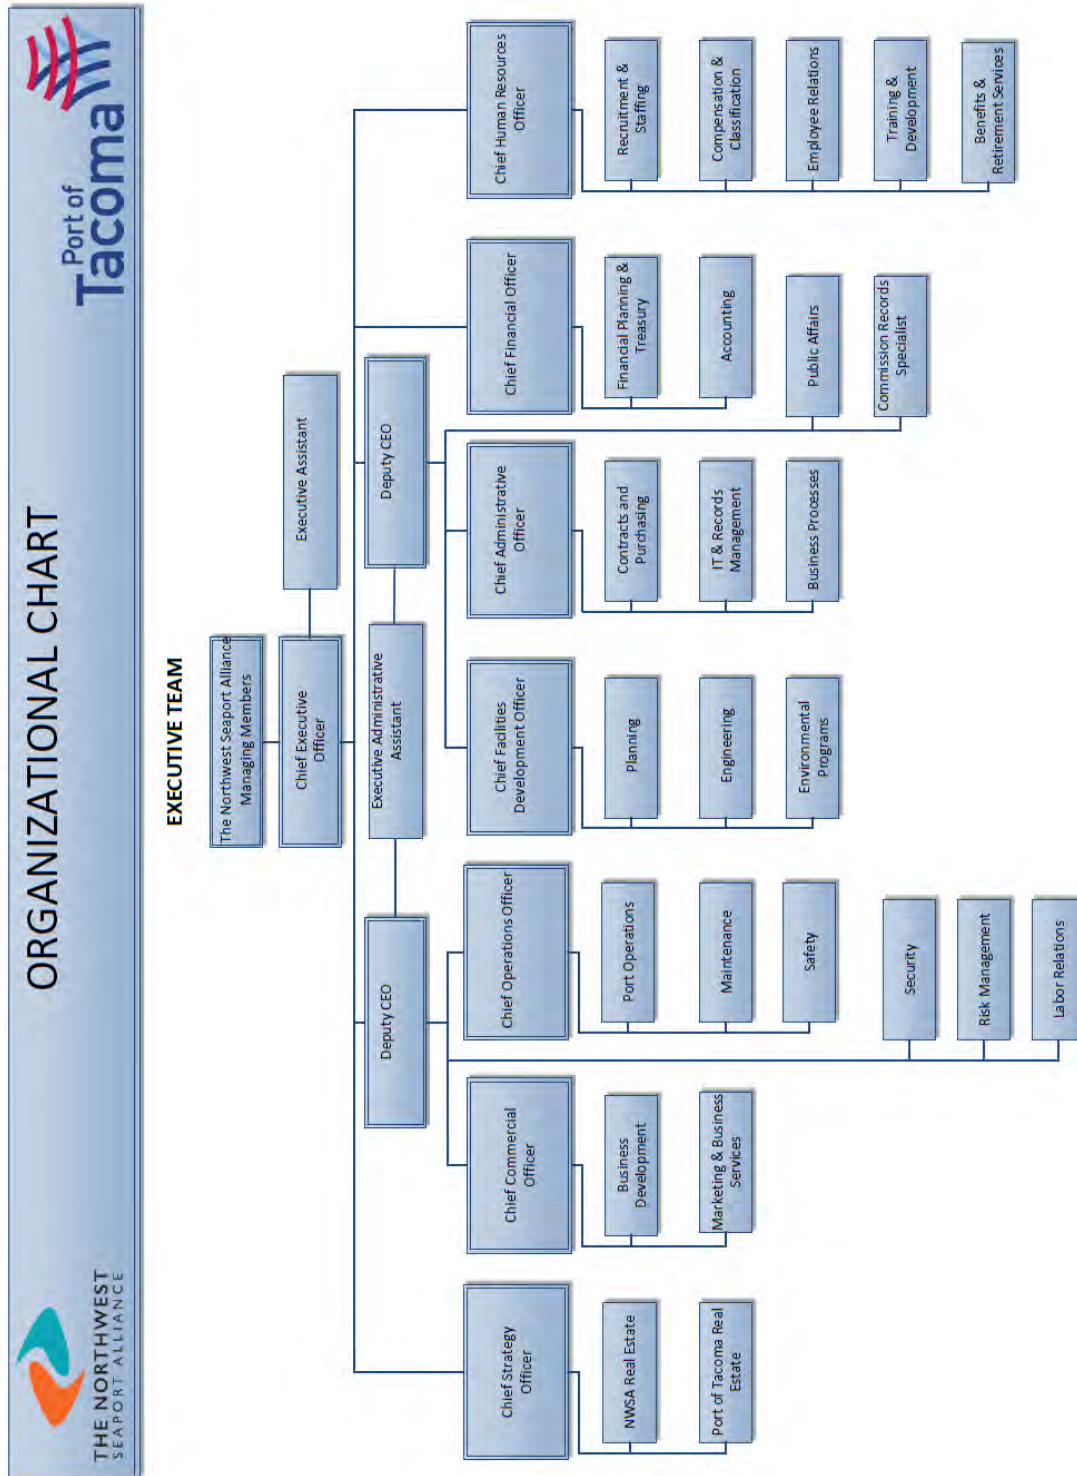 THE NORTHWEST
SEAPORT ALLIANCE
ORGANIZATIONAL CHART
Port of
Tacoma
EXECUTIVE TEAM
The Northwest Seaport Alliance
Managing Members
Chief Executive
Officer
Executive Assistant
Deputy CEO
Executive Administrative
Assistant
Deputy CEO
Chief Strategy
Officer
Chief Commercial
Officer
Chief Operations Officer
Chief Facilities
Development Officer
Chief Administrative
Officer
Chief Financial Officer
Chief Human Resources
Officer
NWSA Real Estate
Port of Tacoma Real
Estate
Business
Development
Marketing & Business
Services
Port Operations
Maintenance
Safety
Security
Risk Management
Labor Relations
Planning
Engineering
Environmental
Programs
Contracts and
Purchasing
IT & Records
Management
Business Processes
Financial Planning &
Treasury
Accounting
Public Affairs
Commission Records
Specialist
Recruitment &
Staffing
Compensation &
Classification
Employee Relations
Training &
Development
Benefits &
Retirement Services